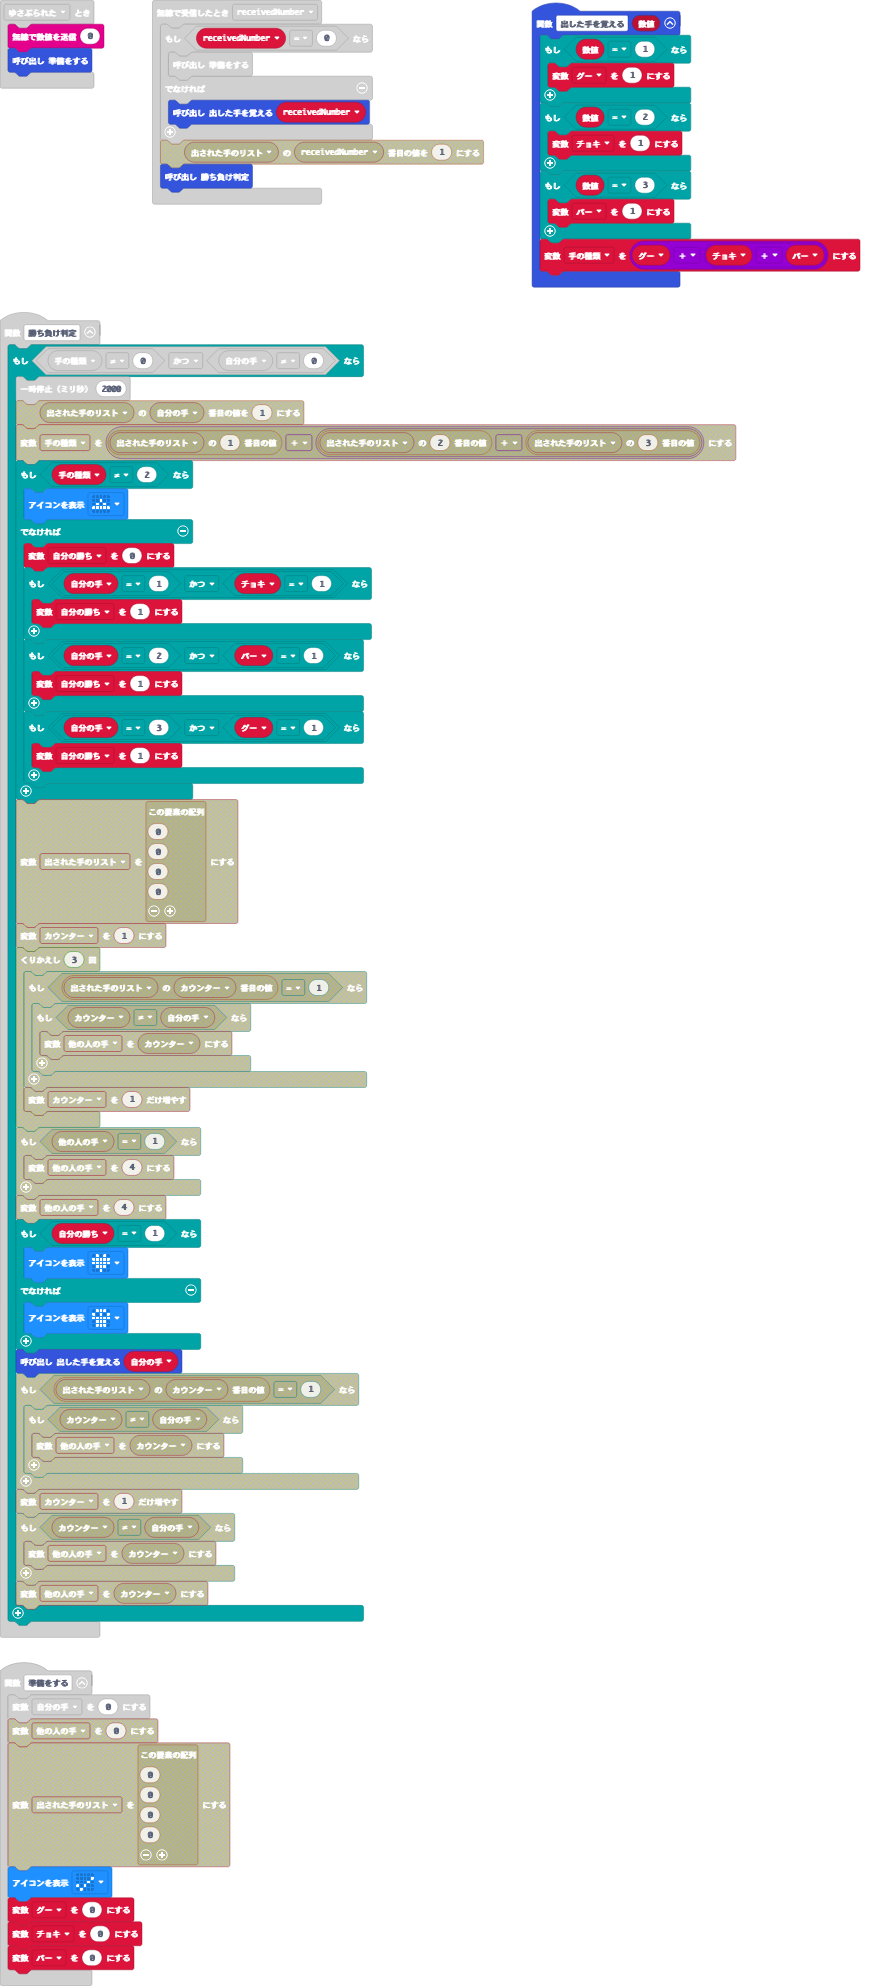 ゆさぶられた とき
無線で数値を送信 0
呼び出し 準備をする
無線で受信したとき receivedNumber
もし receivedNumber = 0 なら
呼び出し 準備をする
でなければ
呼び出し 出した手を覚える receivedNumber
出された手のリスト の receivedNumber 番目の値を 1 にする
呼び出し 勝ち負け判定
関数 出した手を覚える 数値
もし 数値 = 1 なら
変数 グー を 1 にする
もし 数値 = 2 なら
変数 チョキ を 1 にする
もし 数値 = 3 なら
変数 パー を 1 にする
変数 手の種類 を グー + チョキ + パー にする
関数 勝ち負け判定
もし 手の種類 ≠ 0 かつ 自分の手 ≠ 0 なら
一時停止（ミリ秒） 2000
出された手のリスト の 自分の手 番目の値を 1 にする
変数 手の種類 を 出された手のリスト の 1 番目の値 + 出された手のリスト の 2 番目の値 + 出された手のリスト の 3 番目の値 にする
もし 手の種類 ≠ 2 なら
アイコンを表示
でなければ
変数 自分の勝ち を 0 にする
もし 自分の手 = 1 かつ チョキ = 1 なら
変数 自分の勝ち を 1 にする
もし 自分の手 = 2 かつ パー = 1 なら
変数 自分の勝ち を 1 にする
もし 自分の手 = 3 かつ グー = 1 なら
変数 自分の勝ち を 1 にする
変数 出された手のリスト を この要素の配列 にする
0
0
0
0
変数 カウンター を 1 にする
くりかえし 3 回
もし 出された手のリスト の カウンター 番目の値 = 1 なら
もし カウンター ≠ 自分の手 なら
変数 他の人の手 を カウンター にする
変数 カウンター を 1 だけ増やす
もし 他の人の手 = 1 なら
変数 他の人の手 を 4 にする
変数 他の人の手 を 4 にする
もし 自分の勝ち = 1 なら
アイコンを表示
でなければ
アイコンを表示
呼び出し 出した手を覚える 自分の手
もし 出された手のリスト の カウンター 番目の値 = 1 なら
もし カウンター ≠ 自分の手 なら
変数 他の人の手 を カウンター にする
変数 カウンター を 1 だけ増やす
もし カウンター ≠ 自分の手 なら
変数 他の人の手 を カウンター にする
変数 他の人の手 を カウンター にする
関数 準備をする
変数 自分の手 を 0 にする
変数 他の人の手 を 0 にする
変数 出された手のリスト を この要素の配列 にする
0
0
0
0
アイコンを表示
変数 グー を 0 にする
変数 チョキ を 0 にする
変数 パー を 0 にする